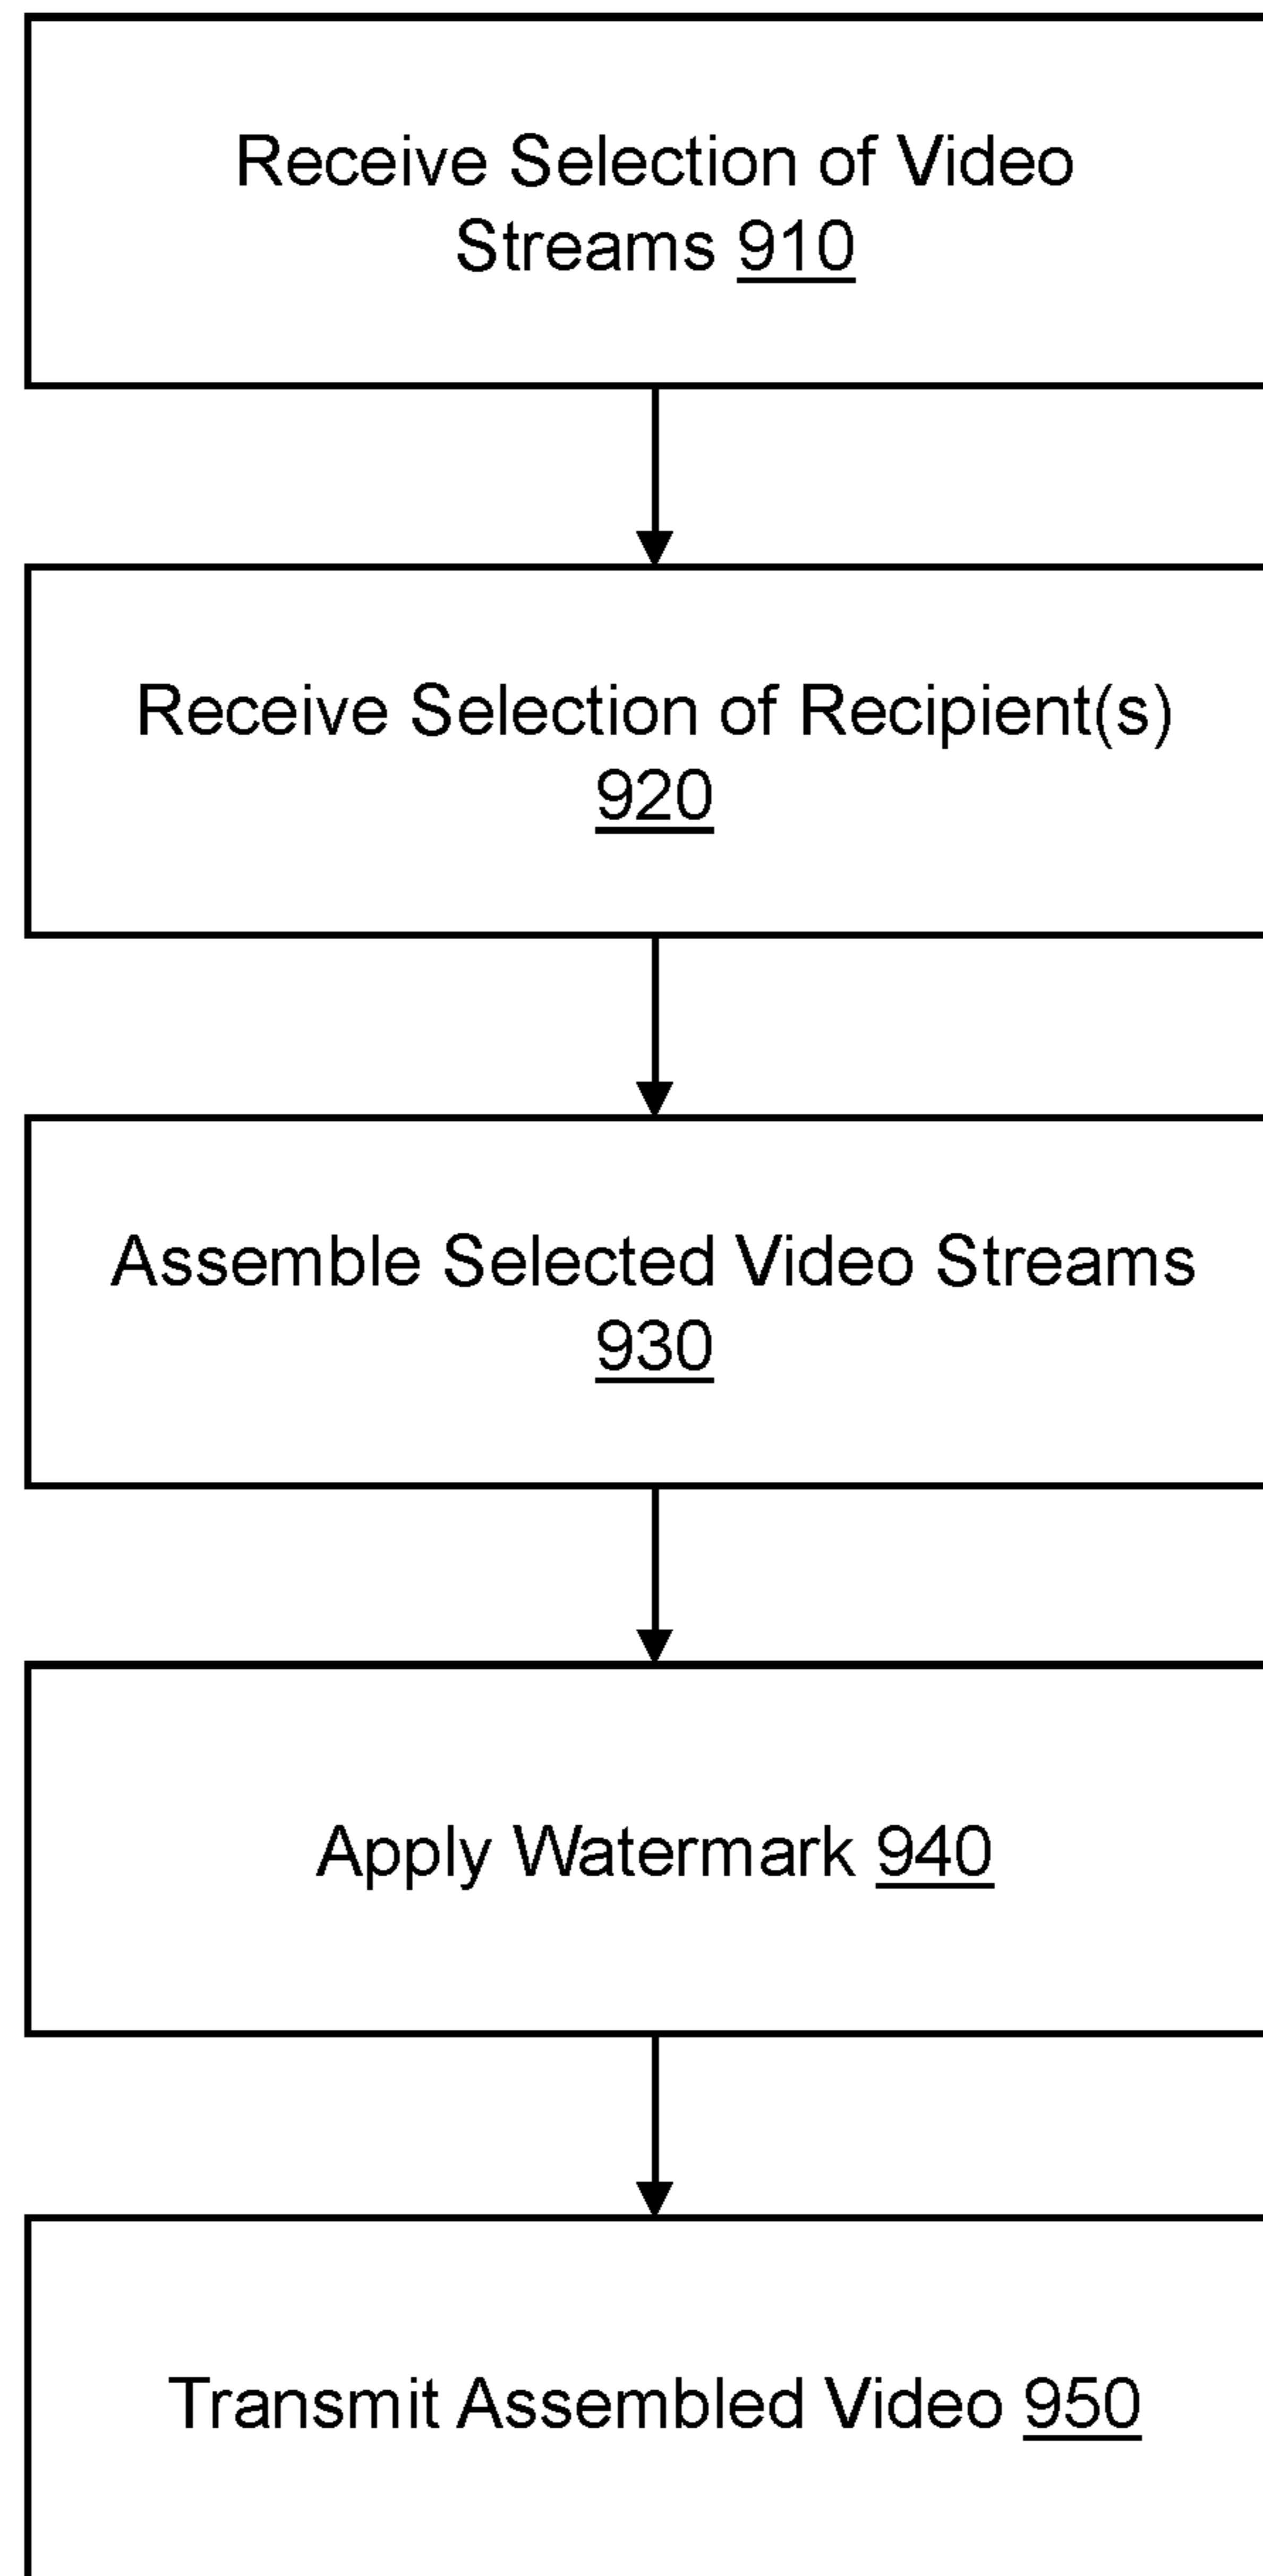 Receive Selection of Video
Streams 910
Receive Selection of Recipient(s)
920
Assemble Selected Video Streams
930
Apply Watermark 940
Transmit Assembled Video 950